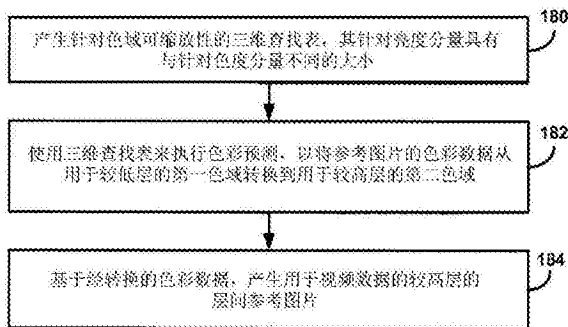 产生针对色域可缩放性的三维查找表，其针对亮度分量具有
与针对色度分量不同的大小
180
使用三维查找表来执行色彩预测，以将参考图片的色彩数据从
用于较低层的第一色域转换到用于较高层的第二色域
182
基于经转换的色彩数据，产生用于视频数据的较高层的
层间参考图片
184